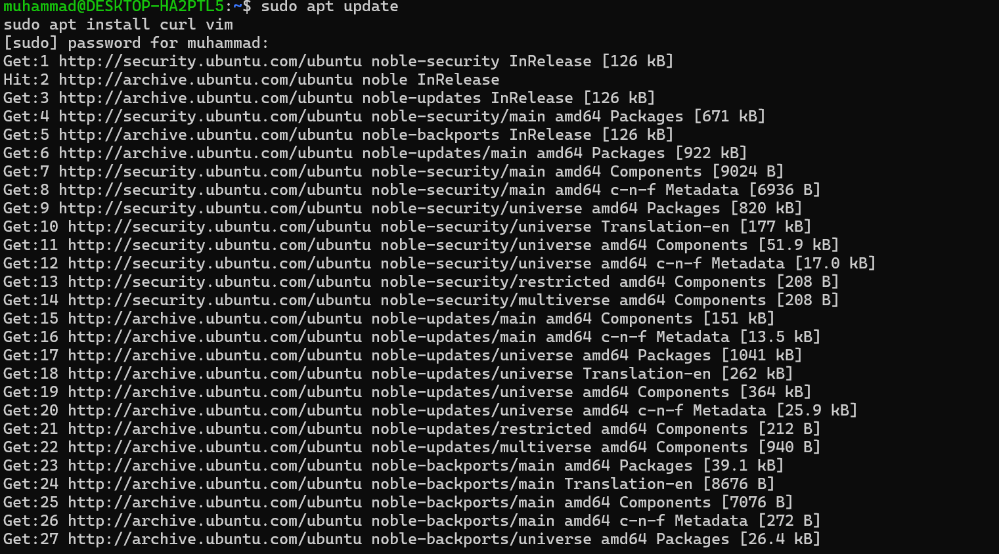 muhammad@DESKTOP-HA2PTL5:~$ sudo apt update
sudo apt install curl vim
[sudo] password for muhammad:
Get:1 http://security.ubuntu.com/ubuntu noble-security InRelease [126 kB]
Hit:2 http://archive.ubuntu.com/ubuntu noble InRelease
Get:3 http://archive.ubuntu.com/ubuntu noble-updates InRelease [126 kB]
Get:4 http://security.ubuntu.com/ubuntu noble-security/main amd64 Packages [671 kB]
Get:5 http://archive.ubuntu.com/ubuntu noble-backports InRelease [126 kB]
Get:6 http://archive.ubuntu.com/ubuntu noble-updates/main amd64 Packages [922 kB]
Get:7 http://security.ubuntu.com/ubuntu noble-security/main amd64 Components [9024 B]
Get:8 http://security.ubuntu.com/ubuntu noble-security/main amd64 c-n-f Metadata [6936 B]
Get:9 http://security.ubuntu.com/ubuntu noble-security/universe amd64 Packages [820 kB]
Get:10 http://security.ubuntu.com/ubuntu noble-security/universe Translation-en [177 kB]
Get:11 http://security.ubuntu.com/ubuntu noble-security/universe amd64 Components [51.9 kB]
Get:12 http://security.ubuntu.com/ubuntu noble-security/universe amd64 c-n-f Metadata [17.0 kB]
Get:13 http://security.ubuntu.com/ubuntu noble-security/restricted amd64 Components [208 B]
Get:14 http://security.ubuntu.com/ubuntu noble-security/multiverse amd64 Components [208 B]
Get:15 http://archive.ubuntu.com/ubuntu noble-updates/main amd64 Components [151 kB]
Get:16 http://archive.ubuntu.com/ubuntu noble-updates/main amd64 c-n-f Metadata [13.5 kB]
Get:17 http://archive.ubuntu.com/ubuntu noble-updates/universe amd64 Packages [1041 kB]
Get:18 http://archive.ubuntu.com/ubuntu noble-updates/universe Translation-en [262 kB]
Get:19 http://archive.ubuntu.com/ubuntu noble-updates/universe amd64 Components [364 kB]
Get:20 http://archive.ubuntu.com/ubuntu noble-updates/universe amd64 c-n-f Metadata [25.9 kB]
Get:21 http://archive.ubuntu.com/ubuntu noble-updates/restricted amd64 Components [212 B]
Get:22 http://archive.ubuntu.com/ubuntu noble-updates/multiverse amd64 Components [940 B]
Get:23 http://archive.ubuntu.com/ubuntu noble-backports/main amd64 Packages [39.1 kB]
Get:24 http://archive.ubuntu.com/ubuntu noble-backports/main Translation-en [8676 B]
Get:25 http://archive.ubuntu.com/ubuntu noble-backports/main amd64 Components [7076 B]
Get:26 http://archive.ubuntu.com/ubuntu noble-backports/main amd64 c-n-f Metadata [272 B]
Get:27 http://archive.ubuntu.com/ubuntu noble-backports/universe amd64 Packages [26.4 kB]